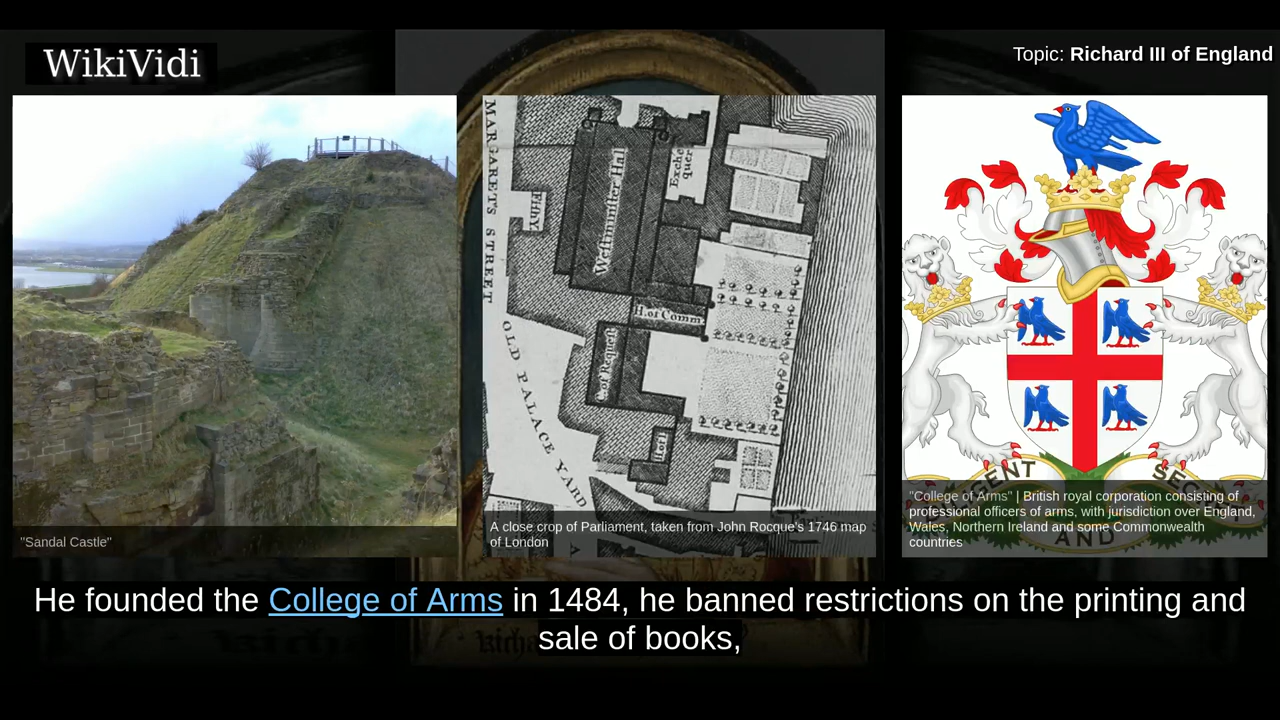 WikiVidi
Topic: Richard III of England
MARGARET'S STREET
Westminster Hall
Exche
quer
H. of Comm
OLD PALACE YARD
GENT
AND
"Sandal Castle"
A close crop of Parliament, taken from John Rocque's 1746 map
of London
"College of Arms" | British royal corporation consisting of
professional officers of arms, with jurisdiction over England,
Wales, Northern Ireland and some Commonwealth
countries
He founded the College of Arms in 1484, he banned restrictions on the printing and
sale of books,